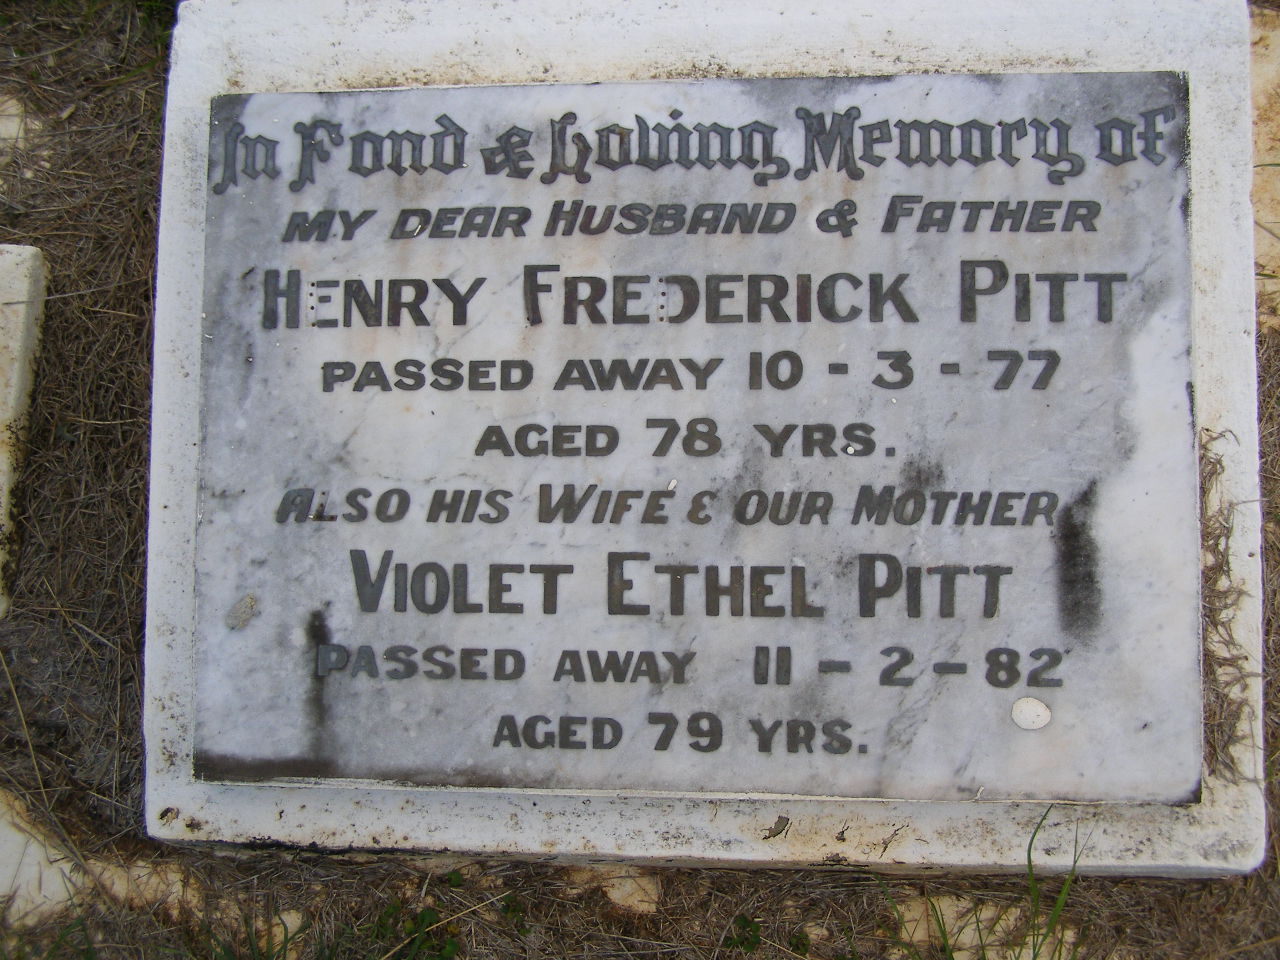 In Fond & Loving Memory of
MY DEAR HUSBAND & FATHER
HENRY FREDERICK PITT
PASSED AWAY 10-3-77
AGED 78 YRS.
ALSO HIS WIFE & OUR MOTHER
VIOLET ETHEL PITT
PASSED AWAY 11-2-82
AGED 79 YRS.